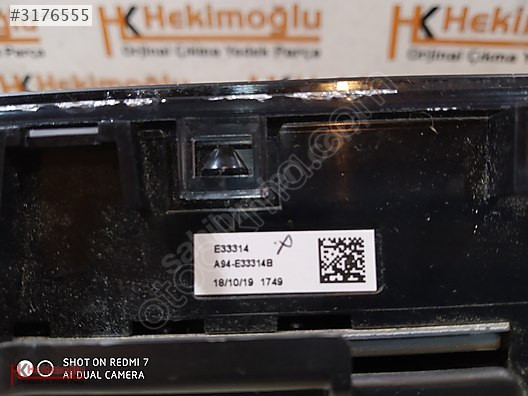 #3176555
Hekimoğlu
Orijinal Çıkma Yedek Parça
Hekimoğlu
Orijinal Çıkma Yedek Parça
E33314
A94-E33314B
18/10/19 1749
SHOT ON REDMI 7
AI DUAL CAMERA